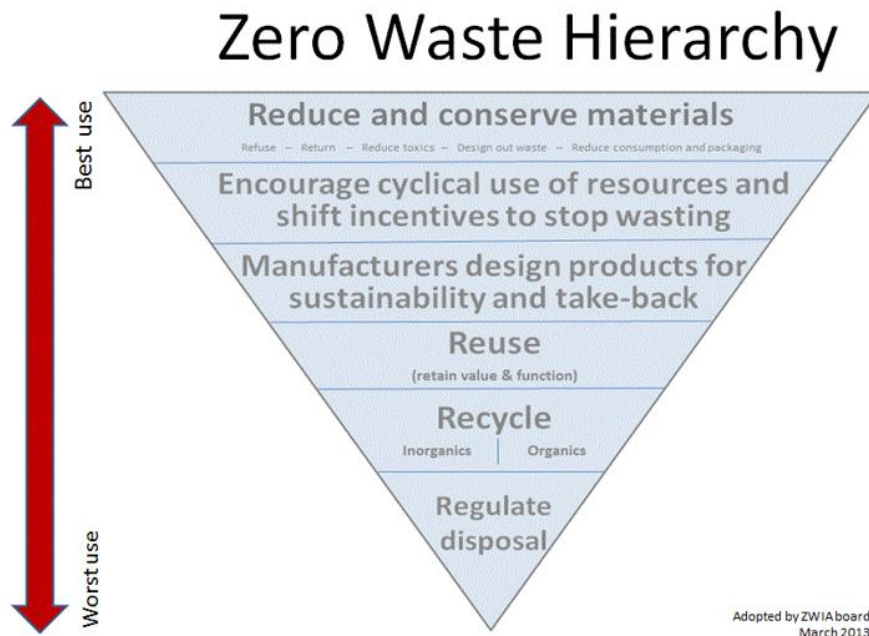 Zero Waste Hierarchy
Best use
Reduce and conserve materials
Refuse – Return – Reduce toxics – Design out waste – Reduce consumption and packaging
Encourage cyclical use of resources and
shift incentives to stop wasting
Manufacturers design products for
sustainability and take-back
Reuse
(retain value & function)
Recycle
Inorganics | Organics
Regulate
disposal
Worst use
Adopted by ZWIA board
March 2013